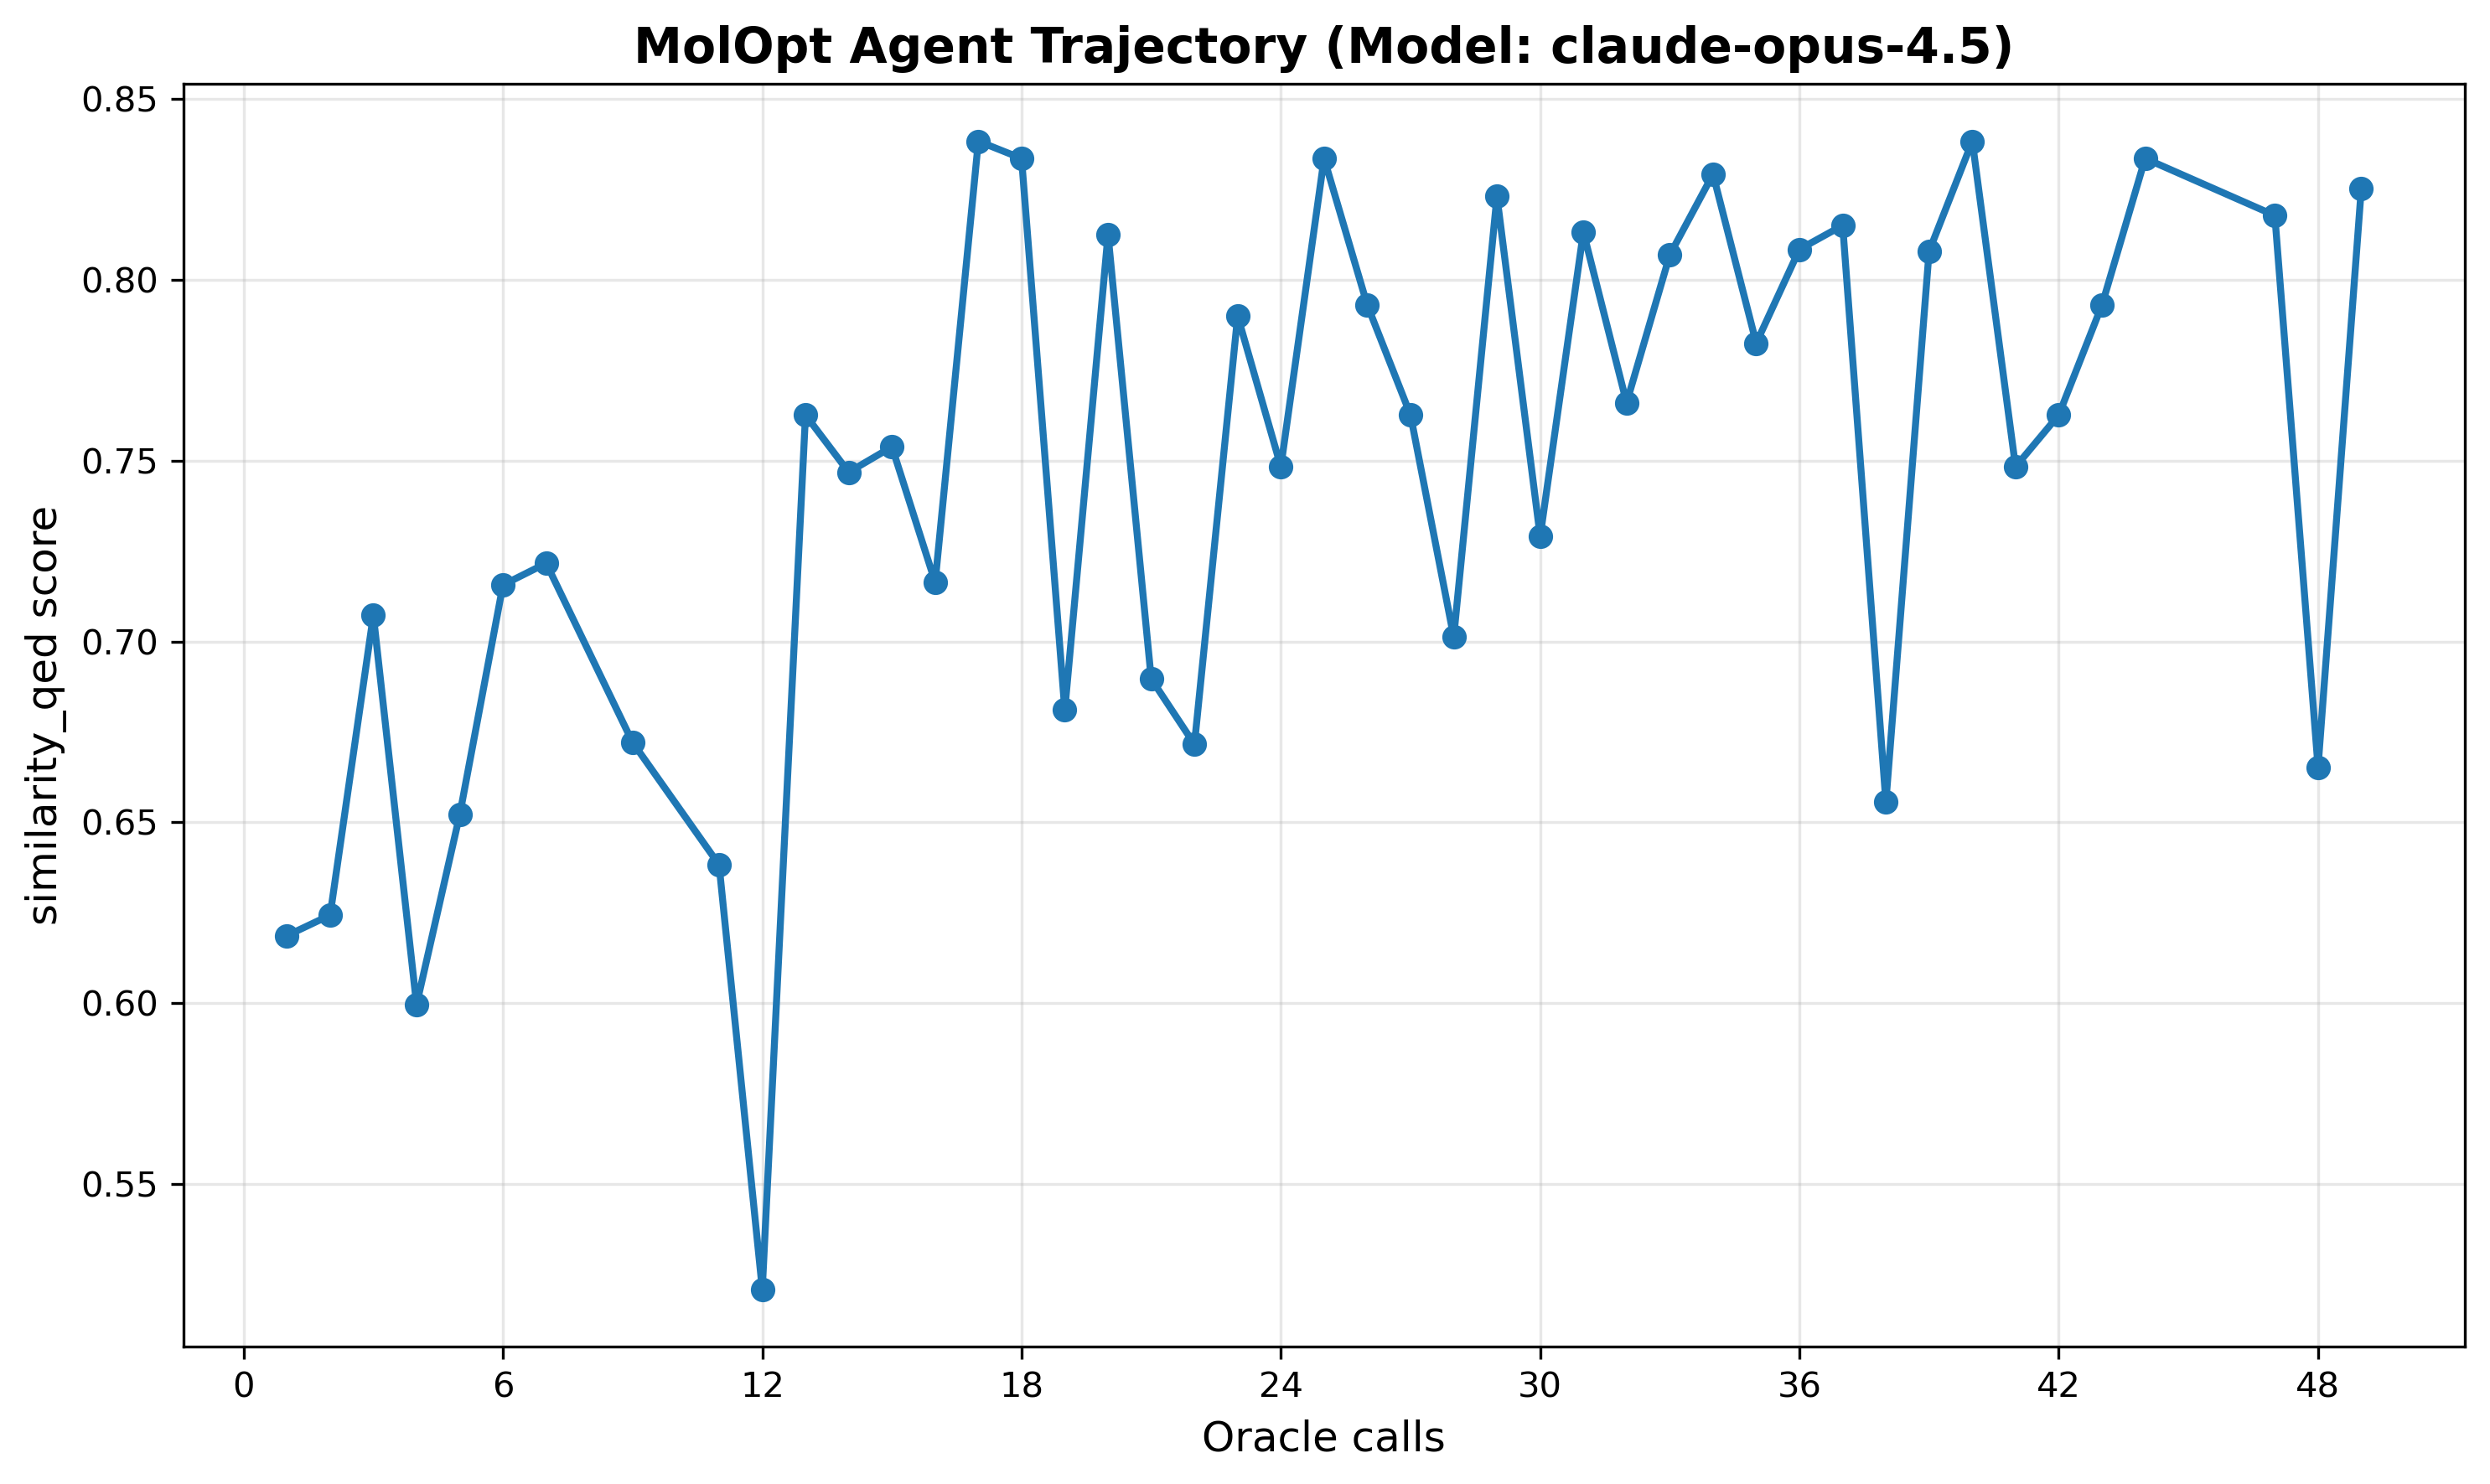 MolOpt Agent Trajectory (Model: claude-opus-4.5)
similarity_qed score
0.85
0.80
0.75
0.70
0.65
0.60
0.55
0 6 12 18 24 30 36 42 48
Oracle calls